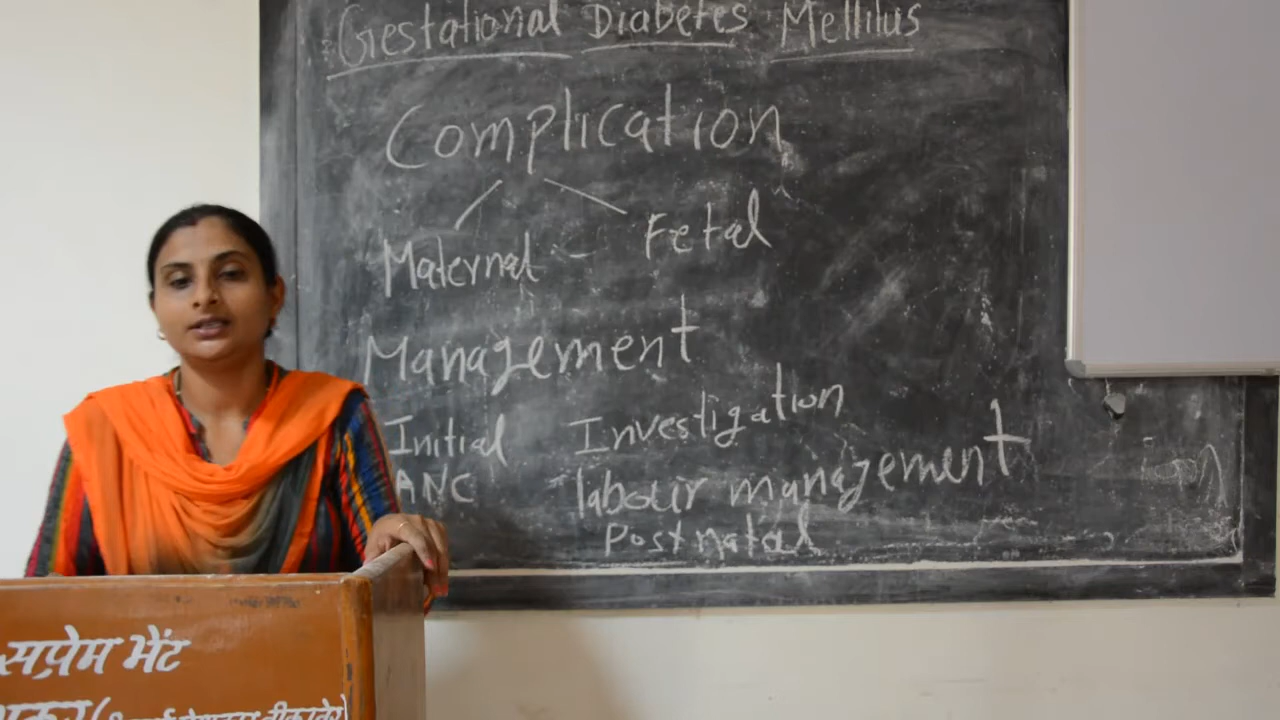 Gestational Diabetes Mellitus
Complication
Maternal Fetal
Management
Initial Investigation
ANC labour management
Postnatal
सप्रेम भेंट